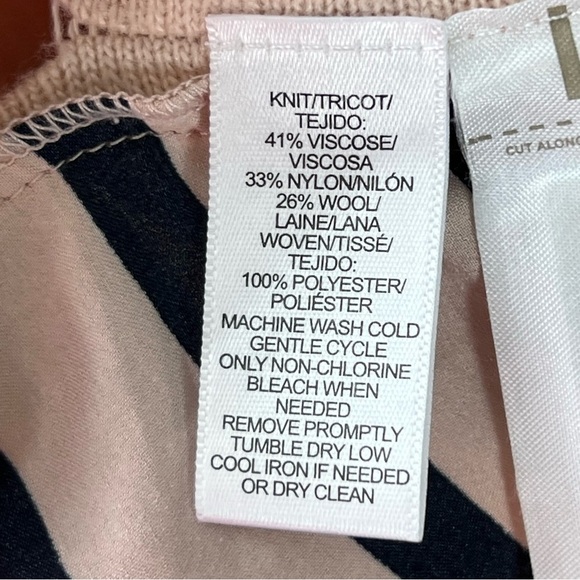 KNIT/TRICOT/
TEJIDO:
41% VISCOSE/
VISCOSA
33% NYLON/NILÓN
26% WOOL/
LAINE/LANA
WOVEN/TISSÉ/
TEJIDO:
100% POLYESTER/
POLIÉSTER
MACHINE WASH COLD
GENTLE CYCLE
ONLY NON-CHLORINE
BLEACH WHEN
NEEDED
REMOVE PROMPTLY
TUMBLE DRY LOW
COOL IRON IF NEEDED
OR DRY CLEAN
CUT ALONG